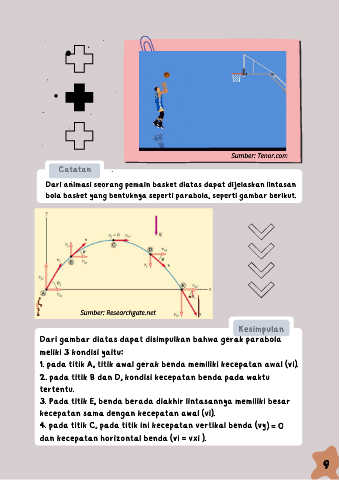 Sumber: Tenor.com
Catatan
Dari animasi seorang pemain basket diatas dapat dijelaskan lintasan
bola basket yang bentuknya seperti parabola, seperti gambar berikut.
Sumber: Researchgate.net
Kesimpulan
Dari gambar diatas dapat disimpulkan bahwa gerak parabola
meliki 3 kondisi yaitu:
1. pada titik A, titik awal gerak benda memiliki kecepatan awal (vi).
2. pada titik B dan D, kondisi kecepatan benda pada waktu
tertentu.
3. Pada titik E, benda berada diakhir lintasannya memiliki besar
kecepatan sama dengan kecepatan awal (vi).
4. pada titik C, pada titik ini kecepatan vertikal benda (vy) = 0
dan kecepatan horizontal benda (vi = vxi ).
9